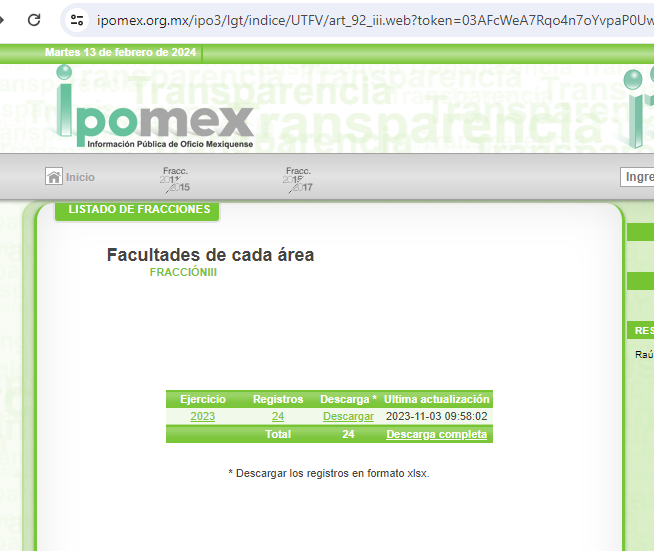 ipomex.org.mx/ipo3/lgt/indice/UTFV/art_92_iii.web?token=03AFcWeA7Rqo4n7oYvpaP0Uw
Martes 13 de febrero de 2024
Transparencia
ipomex
Información Pública de Oficio Mexiquense
Inicio
Fracc.
2015
Fracc.
2017
Ingre
LISTADO DE FRACCIONES
Facultades de cada área
FRACCIÓNIII
RES
Raú
Ejercicio Registros Descarga * Ultima actualización
2023 24 Descargar 2023-11-03 09:58:02
Total 24 Descarga completa
* Descargar los registros en formato xlsx.